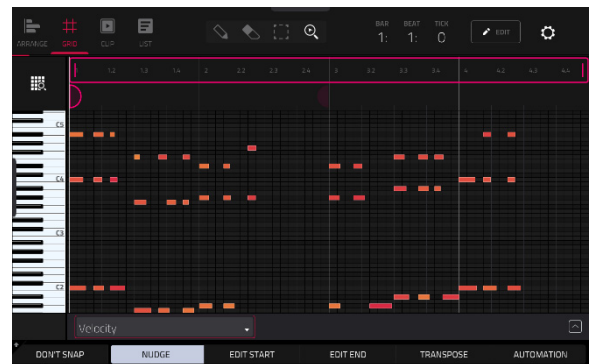 BAR BEAT TICK
1: 1: 0
EDIT
ARRANGE GRID CLIP LIST
1 1.2 1.3 1.4 2 2.2 2.3 2.4 3 3.2 3.3 3.4 4 4.2 4.3 4.4
C5
C4
C3
C2
Velocity
DON'T SNAP NUDGE EDIT START EDIT END TRANSPOSE AUTOMATION